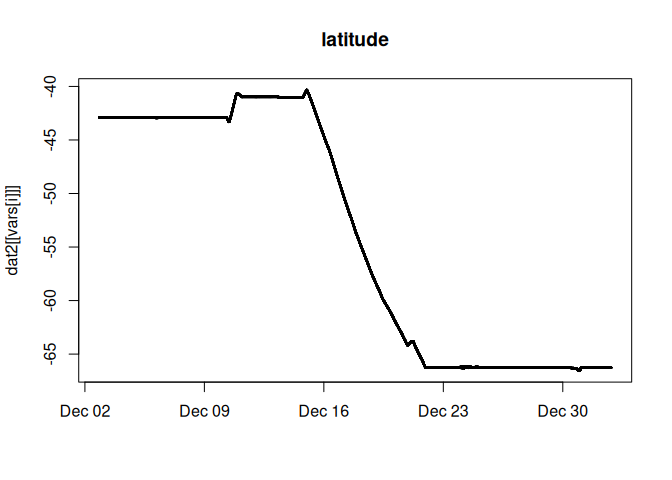 latitude
dat2[[vars[i]]]
-40
-45
-50
-55
-60
-65
Dec 02
Dec 09
Dec 16
Dec 23
Dec 30